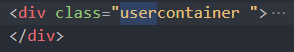 <div class="usercontainer ">···
</div>